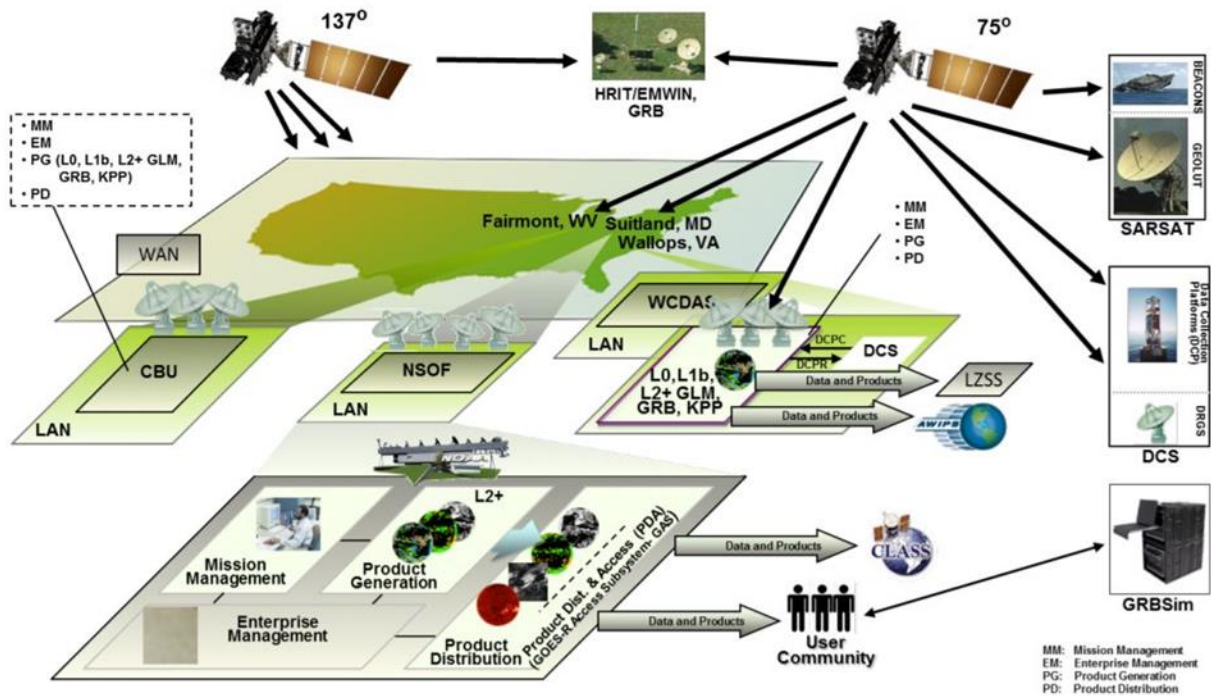 137⁰
75⁰
HRIT/EMWIN,
GRB
BEACONS
GEOLUT
SARSAT
• MM
• EM
• PG (L0, L1b, L2+ GLM,
GRB, KPP)
• PD
Fairmont, WV
Suitland, MD
Wallops, VA
• MM
• EM
• PG
• PD
WAN
WCDAS
LAN
CBU
LAN
NSOF
LAN
DCPC
DCPR
DCS
L0,L1b,
L2+ GLM,
GRB, KPP
Data and Products
LZSS
Data and Products
AWIPS
Data Collection
Platforms (DCP)
DRGS
DCS
NOAA
L2+
Mission
Management
Product
Generation
Enterprise
Management
Product
Distribution
Product Dist. & Access (PDA)
(GOES-R Access Subsystem- GAS)
Data and Products
CLASS
Data and Products
User
Community
GRBSim
MM: Mission Management
EM: Enterprise Management
PG: Product Generation
PD: Product Distribution